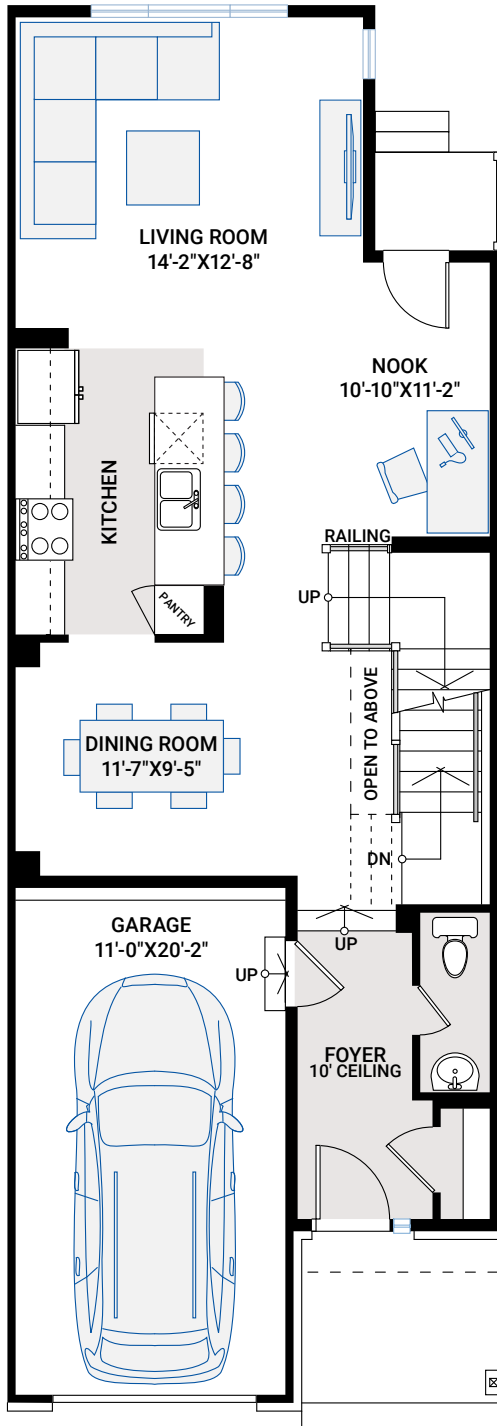 LIVING ROOM
14'-2"X12'-8"
NOOK
10'-10"X11'-2"
KITCHEN
RAILING
UP
PANTRY
OPEN TO ABOVE
DINING ROOM
11'-7"X9'-5"
DN
GARAGE
11'-0"X20'-2"
UP
UP
FOYER
10' CEILING